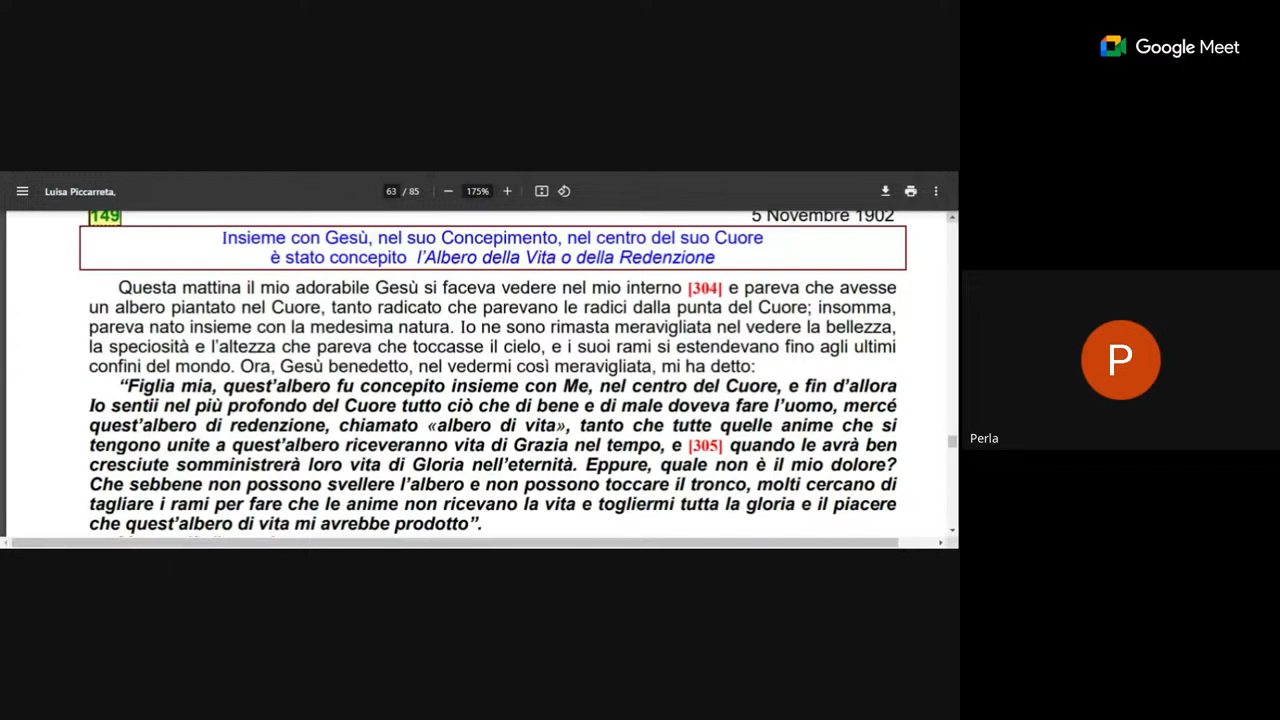 Google Meet
Luisa Piccarreta,
63 / 85
175%
149
5 Novembre 1902
Insieme con Gesù, nel suo Concepimento, nel centro del suo Cuore
è stato concepito l'Albero della Vita o della Redenzione
Questa mattina il mio adorabile Gesù si faceva vedere nel mio interno [304] e pareva che avesse
un albero piantato nel Cuore, tanto radicato che parevano le radici dalla punta del Cuore; insomma,
pareva nato insieme con la medesima natura. Io ne sono rimasta meravigliata nel vedere la bellezza,
la speciosità e l'altezza che pareva che toccasse il cielo, e i suoi rami si estendevano fino agli ultimi
confini del mondo. Ora, Gesù benedetto, nel vedermi così meravigliata, mi ha detto:
“Figlia mia, quest'albero fu concepito insieme con Me, nel centro del Cuore, e fin d'allora
Io sentii nel più profondo del Cuore tutto ciò che di bene e di male doveva fare l'uomo, mercé
quest'albero di redenzione, chiamato «albero di vita», tanto che tutte quelle anime che si
tengono unite a quest'albero riceveranno vita di Grazia nel tempo, e [305] quando le avrà ben
cresciute somministrerà loro vita di Gloria nell'eternità. Eppure, quale non è il mio dolore?
Che sebbene non possono svellere l'albero e non possono toccare il tronco, molti cercano di
tagliare i rami per fare che le anime non ricevano la vita e togliermi tutta la gloria e il piacere
che quest'albero di vita mi avrebbe prodotto”.
P
Perla